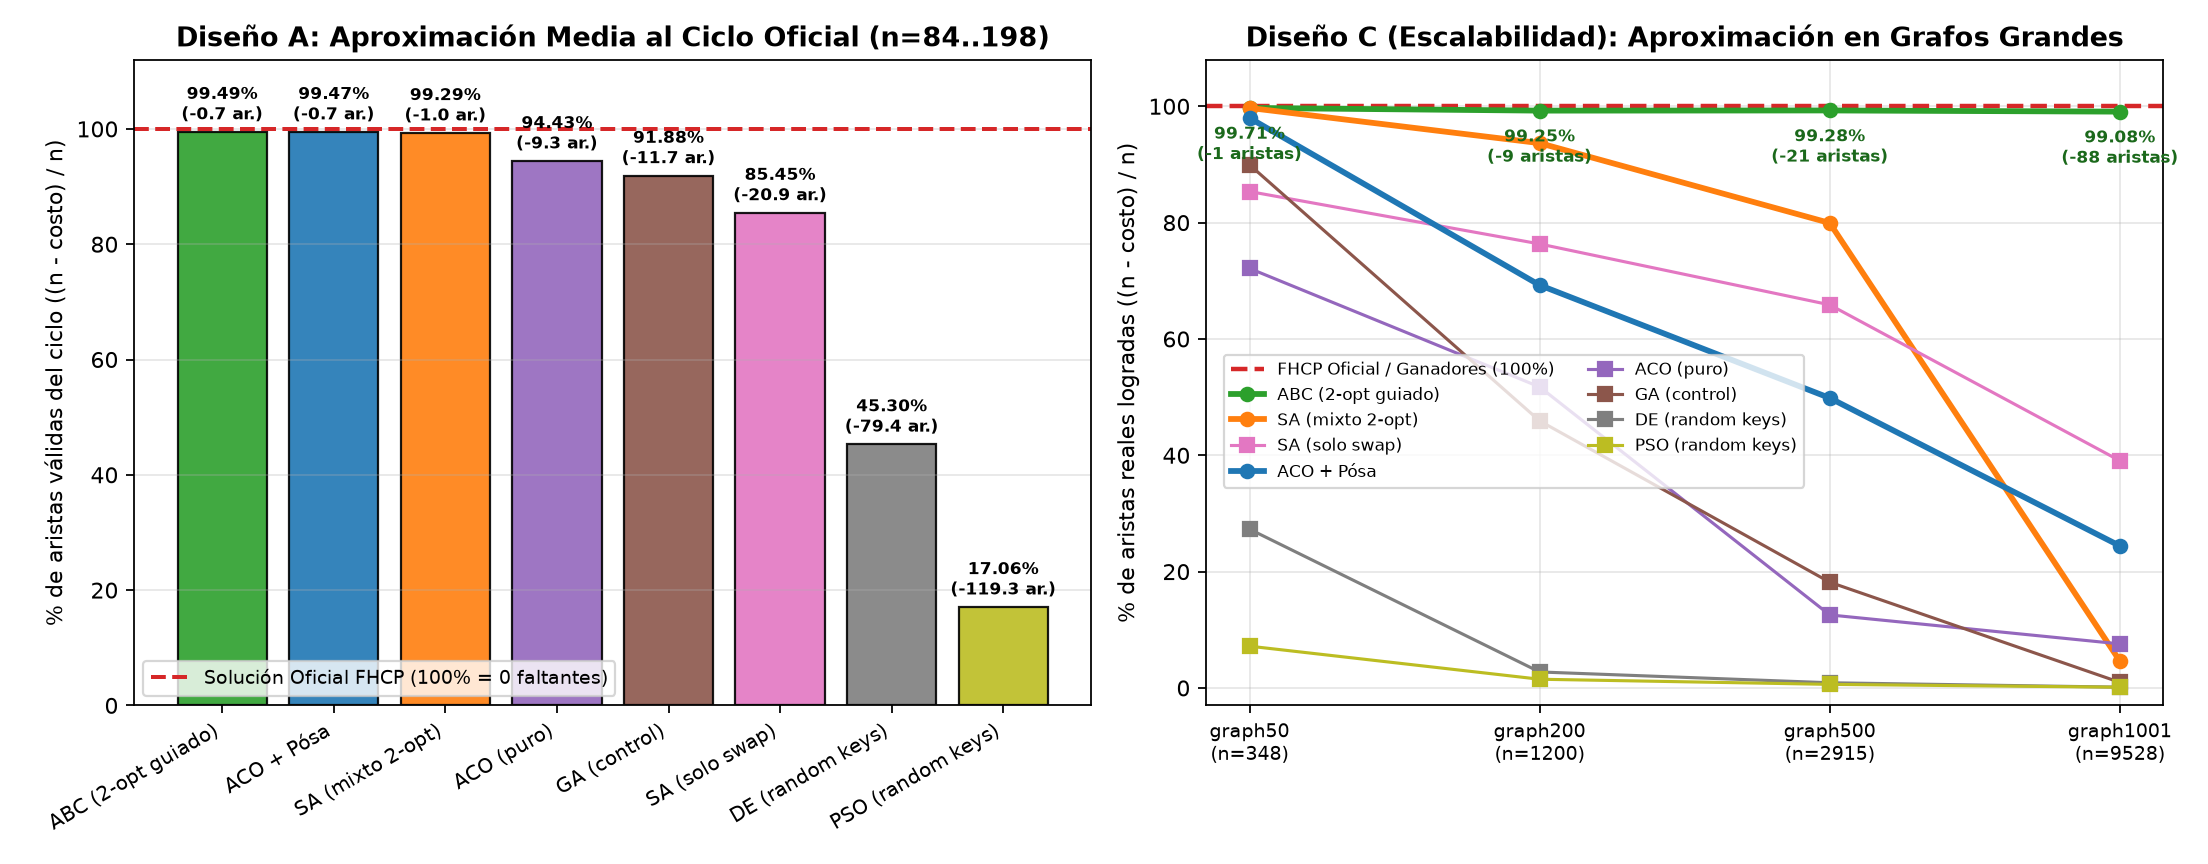 Diseño A: Aproximación Media al Ciclo Oficial (n=84..198)
% de aristas válidas del ciclo ((n - costo) / n)
100
80
60
40
20
0
99.49%
(-0.7 ar.)
99.47%
(-0.7 ar.)
99.29%
(-1.0 ar.)
94.43%
(-9.3 ar.)
91.88%
(-11.7 ar.)
85.45%
(-20.9 ar.)
45.30%
(-79.4 ar.)
17.06%
(-119.3 ar.)
Solución Oficial FHCP (100% = 0 faltantes)
ABC (2-opt guiado)
ACO + Pósa
SA (mixto 2-opt)
ACO (puro)
GA (control)
SA (solo swap)
DE (random keys)
PSO (random keys)
Diseño C (Escalabilidad): Aproximación en Grafos Grandes
% de aristas reales logradas ((n - costo) / n)
100
80
60
40
20
0
99.71%
(-1 aristas)
99.25%
(-9 aristas)
99.28%
(-21 aristas)
99.08%
(-88 aristas)
FHCP Oficial / Ganadores (100%)
ABC (2-opt guiado)
SA (mixto 2-opt)
SA (solo swap)
ACO + Pósa
ACO (puro)
GA (control)
DE (random keys)
PSO (random keys)
graph50
(n=348)
graph200
(n=1200)
graph500
(n=2915)
graph1001
(n=9528)